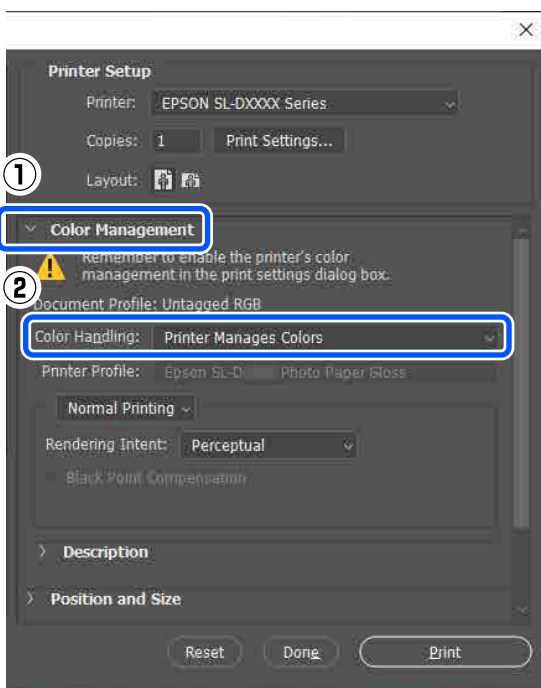 Printer Setup
Printer: EPSON SL-DXXXX Series
Copies: 1 Print Settings...
①
Layout:
Color Management
Remember to enable the printer's color
management in the print settings dialog box.
②
Document Profile: Untagged RGB
Color Handling: Printer Manages Colors
Printer Profile: Epson SL-D Photo Paper Gloss
Normal Printing
Rendering Intent: Perceptual
Black Point Compensation
Description
Position and Size
Reset Done Print